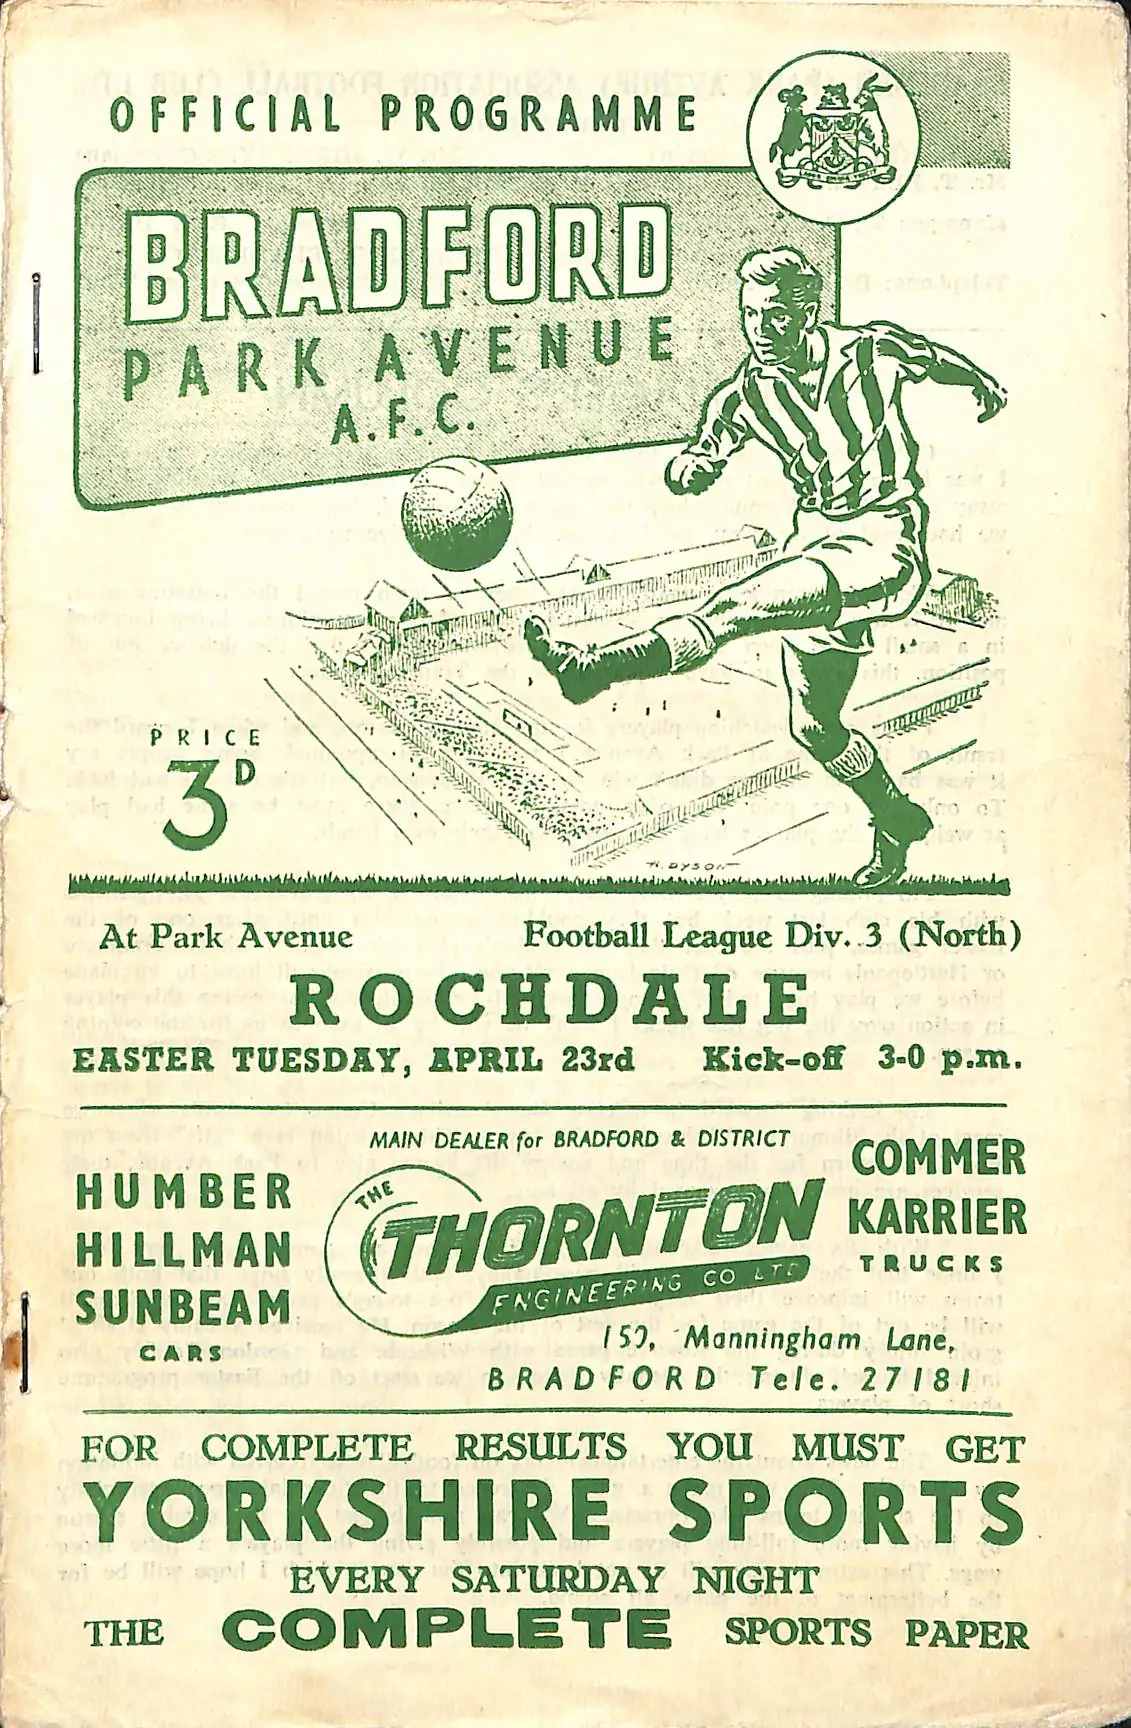 OFFICIAL PROGRAMME
BRADFORD
PARK AVENUE
A.F.C.
PRICE
3D
R. DYSON
At Park Avenue Football League Div. 3 (North)
ROCHDALE
EASTER TUESDAY, APRIL 23rd Kick-off 3-0 p.m.
MAIN DEALER for BRADFORD & DISTRICT
HUMBER
HILLMAN
SUNBEAM
CARS
THE
THORNTON
ENGINEERING CO LTD
COMMER
KARRIER
TRUCKS
159, Manningham Lane,
BRADFORD Tele. 27181
FOR COMPLETE RESULTS YOU MUST GET
YORKSHIRE SPORTS
EVERY SATURDAY NIGHT
THE COMPLETE SPORTS PAPER